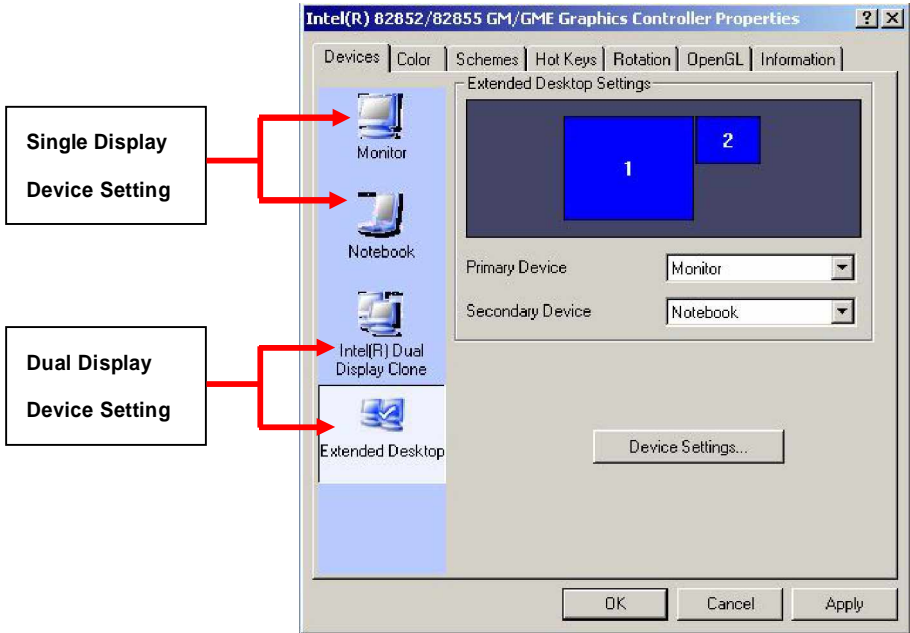 Intel(R) 82852/82855 GM/GME Graphics Controller Properties
Devices Color Schemes Hot Keys Rotation OpenGL Information
Single Display
Device Setting
Dual Display
Device Setting
Monitor
Notebook
Intel(R) Dual
Display Clone
Extended Desktop
Extended Desktop Settings
1
2
Primary Device Monitor
Secondary Device Notebook
Device Settings...
OK Cancel Apply